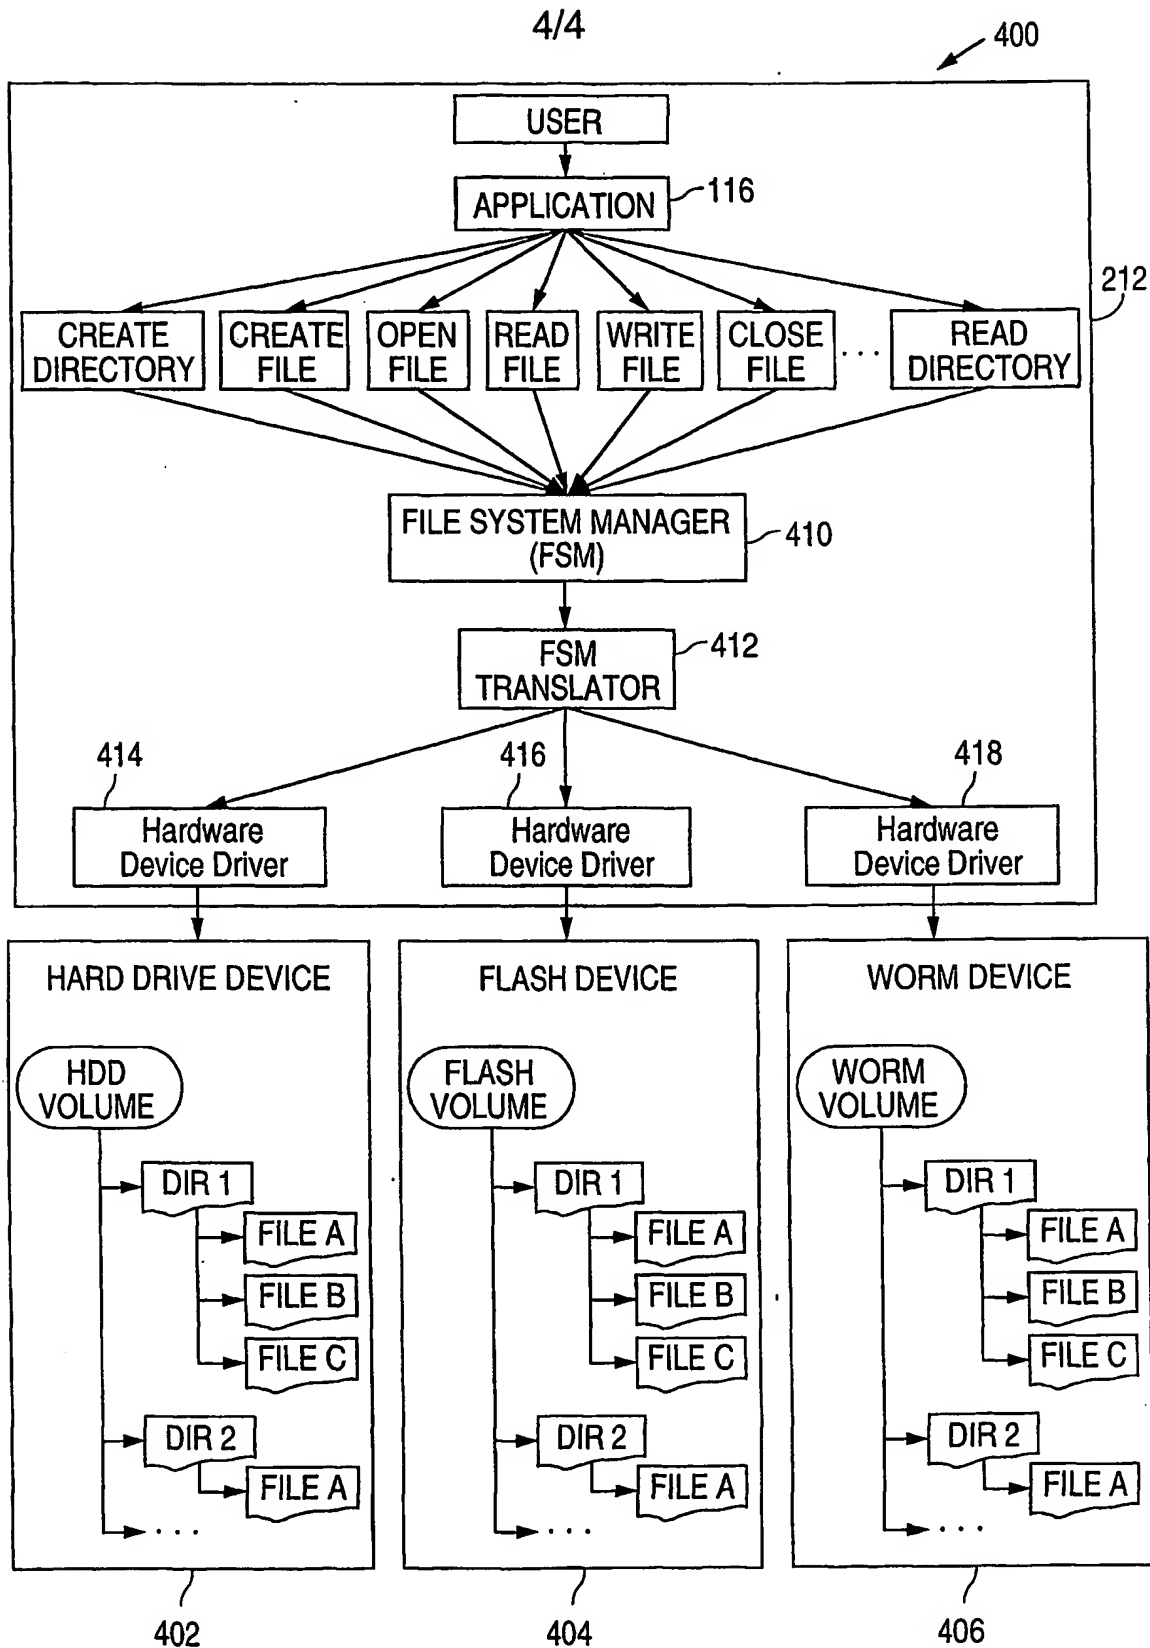 4/4
400
USER
APPLICATION
116
212
CREATE
DIRECTORY
CREATE
FILE
OPEN
FILE
READ
FILE
WRITE
FILE
CLOSE
FILE
. . .
READ
DIRECTORY
FILE SYSTEM MANAGER
(FSM)
410
FSM
TRANSLATOR
412
414
416
418
Hardware
Device Driver
Hardware
Device Driver
Hardware
Device Driver
HARD DRIVE DEVICE
HDD
VOLUME
DIR 1
FILE A
FILE B
FILE C
DIR 2
FILE A
. . .
402
FLASH DEVICE
FLASH
VOLUME
DIR 1
FILE A
FILE B
FILE C
DIR 2
FILE A
. . .
404
WORM DEVICE
WORM
VOLUME
DIR 1
FILE A
FILE B
FILE C
DIR 2
FILE A
. . .
406